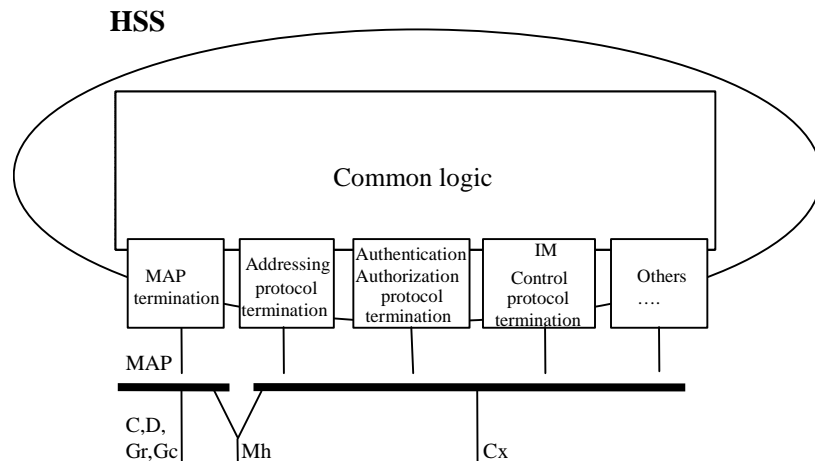 HSS
Common logic
MAP
termination
Addressing
protocol
termination
Authentication
Authorization
protocol
termination
IM
Control
protocol
termination
Others
....
MAP
C,D,
Gr,Gc
Mh
Cx